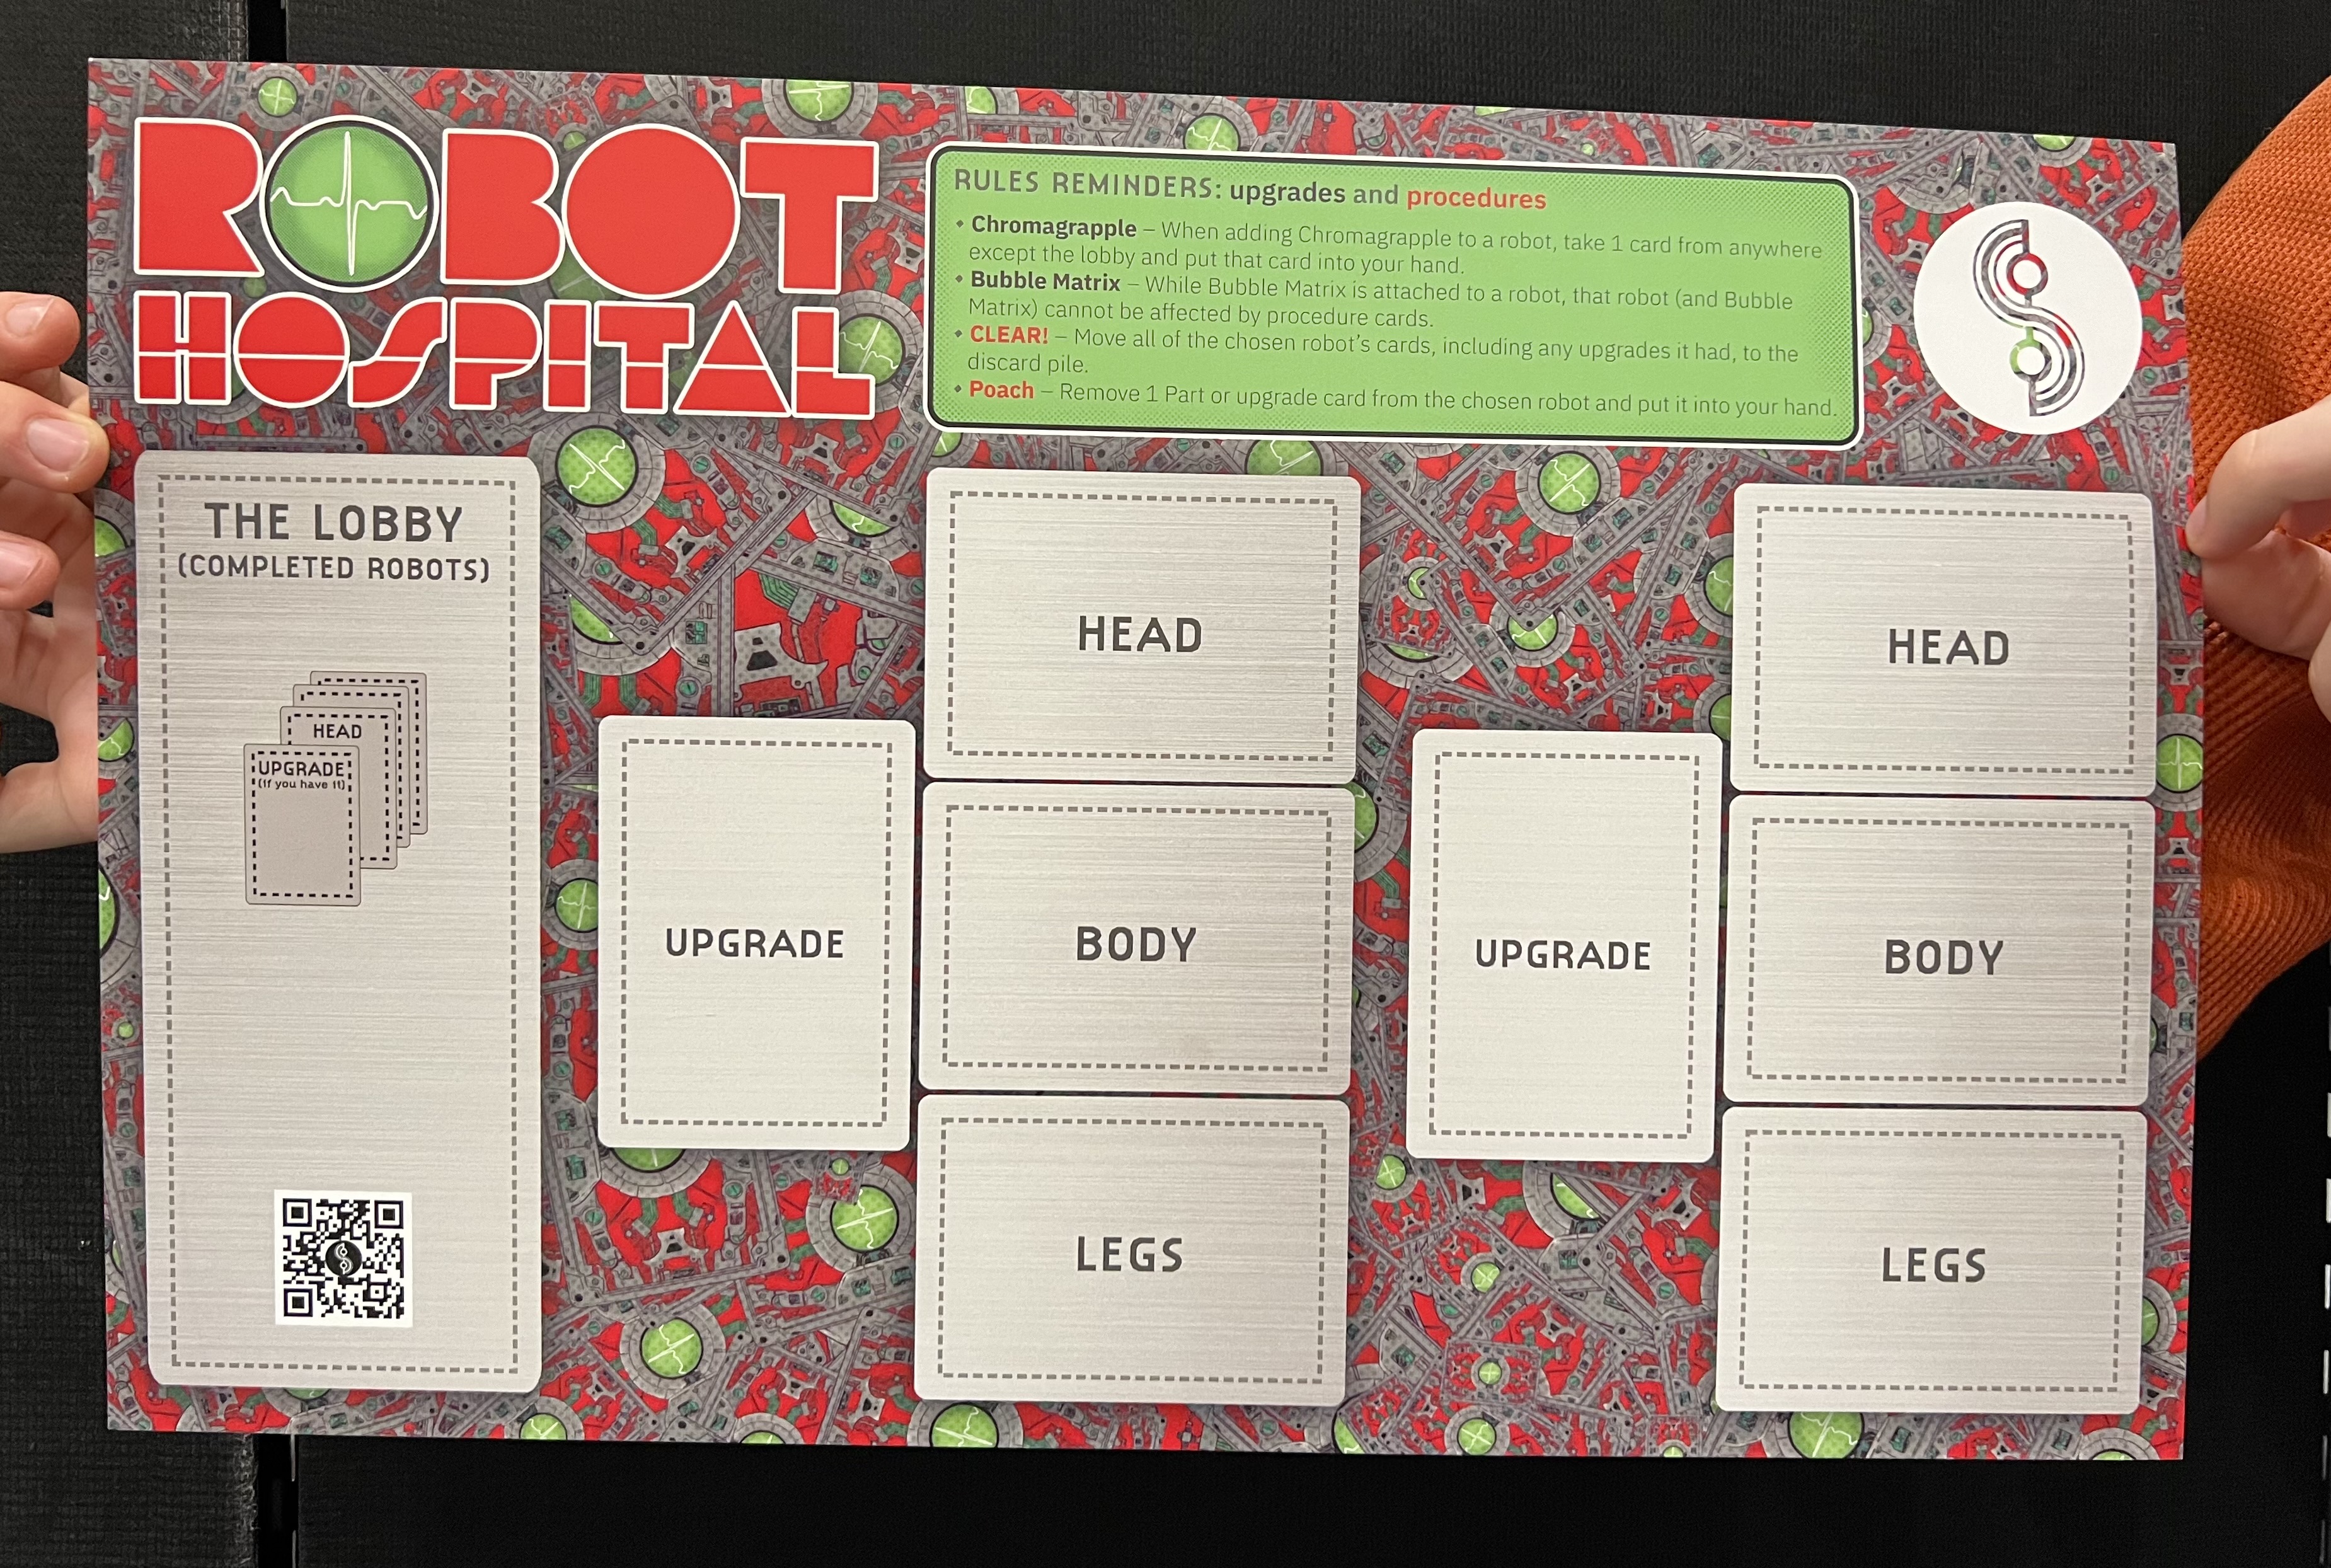 ROBOT
HOSPITAL
RULES REMINDERS: upgrades and procedures
• Chromagrapple – When adding Chromagrapple to a robot, take 1 card from anywhere
except the lobby and put that card into your hand.
• Bubble Matrix – While Bubble Matrix is attached to a robot, that robot (and Bubble
Matrix) cannot be affected by procedure cards.
• CLEAR! – Move all of the chosen robot's cards, including any upgrades it had, to the
discard pile.
• Poach – Remove 1 Part or upgrade card from the chosen robot and put it into your hand.
THE LOBBY
(COMPLETED ROBOTS)
HEAD
UPGRADE
(if you have it)
UPGRADE
HEAD
BODY
LEGS
UPGRADE
HEAD
BODY
LEGS